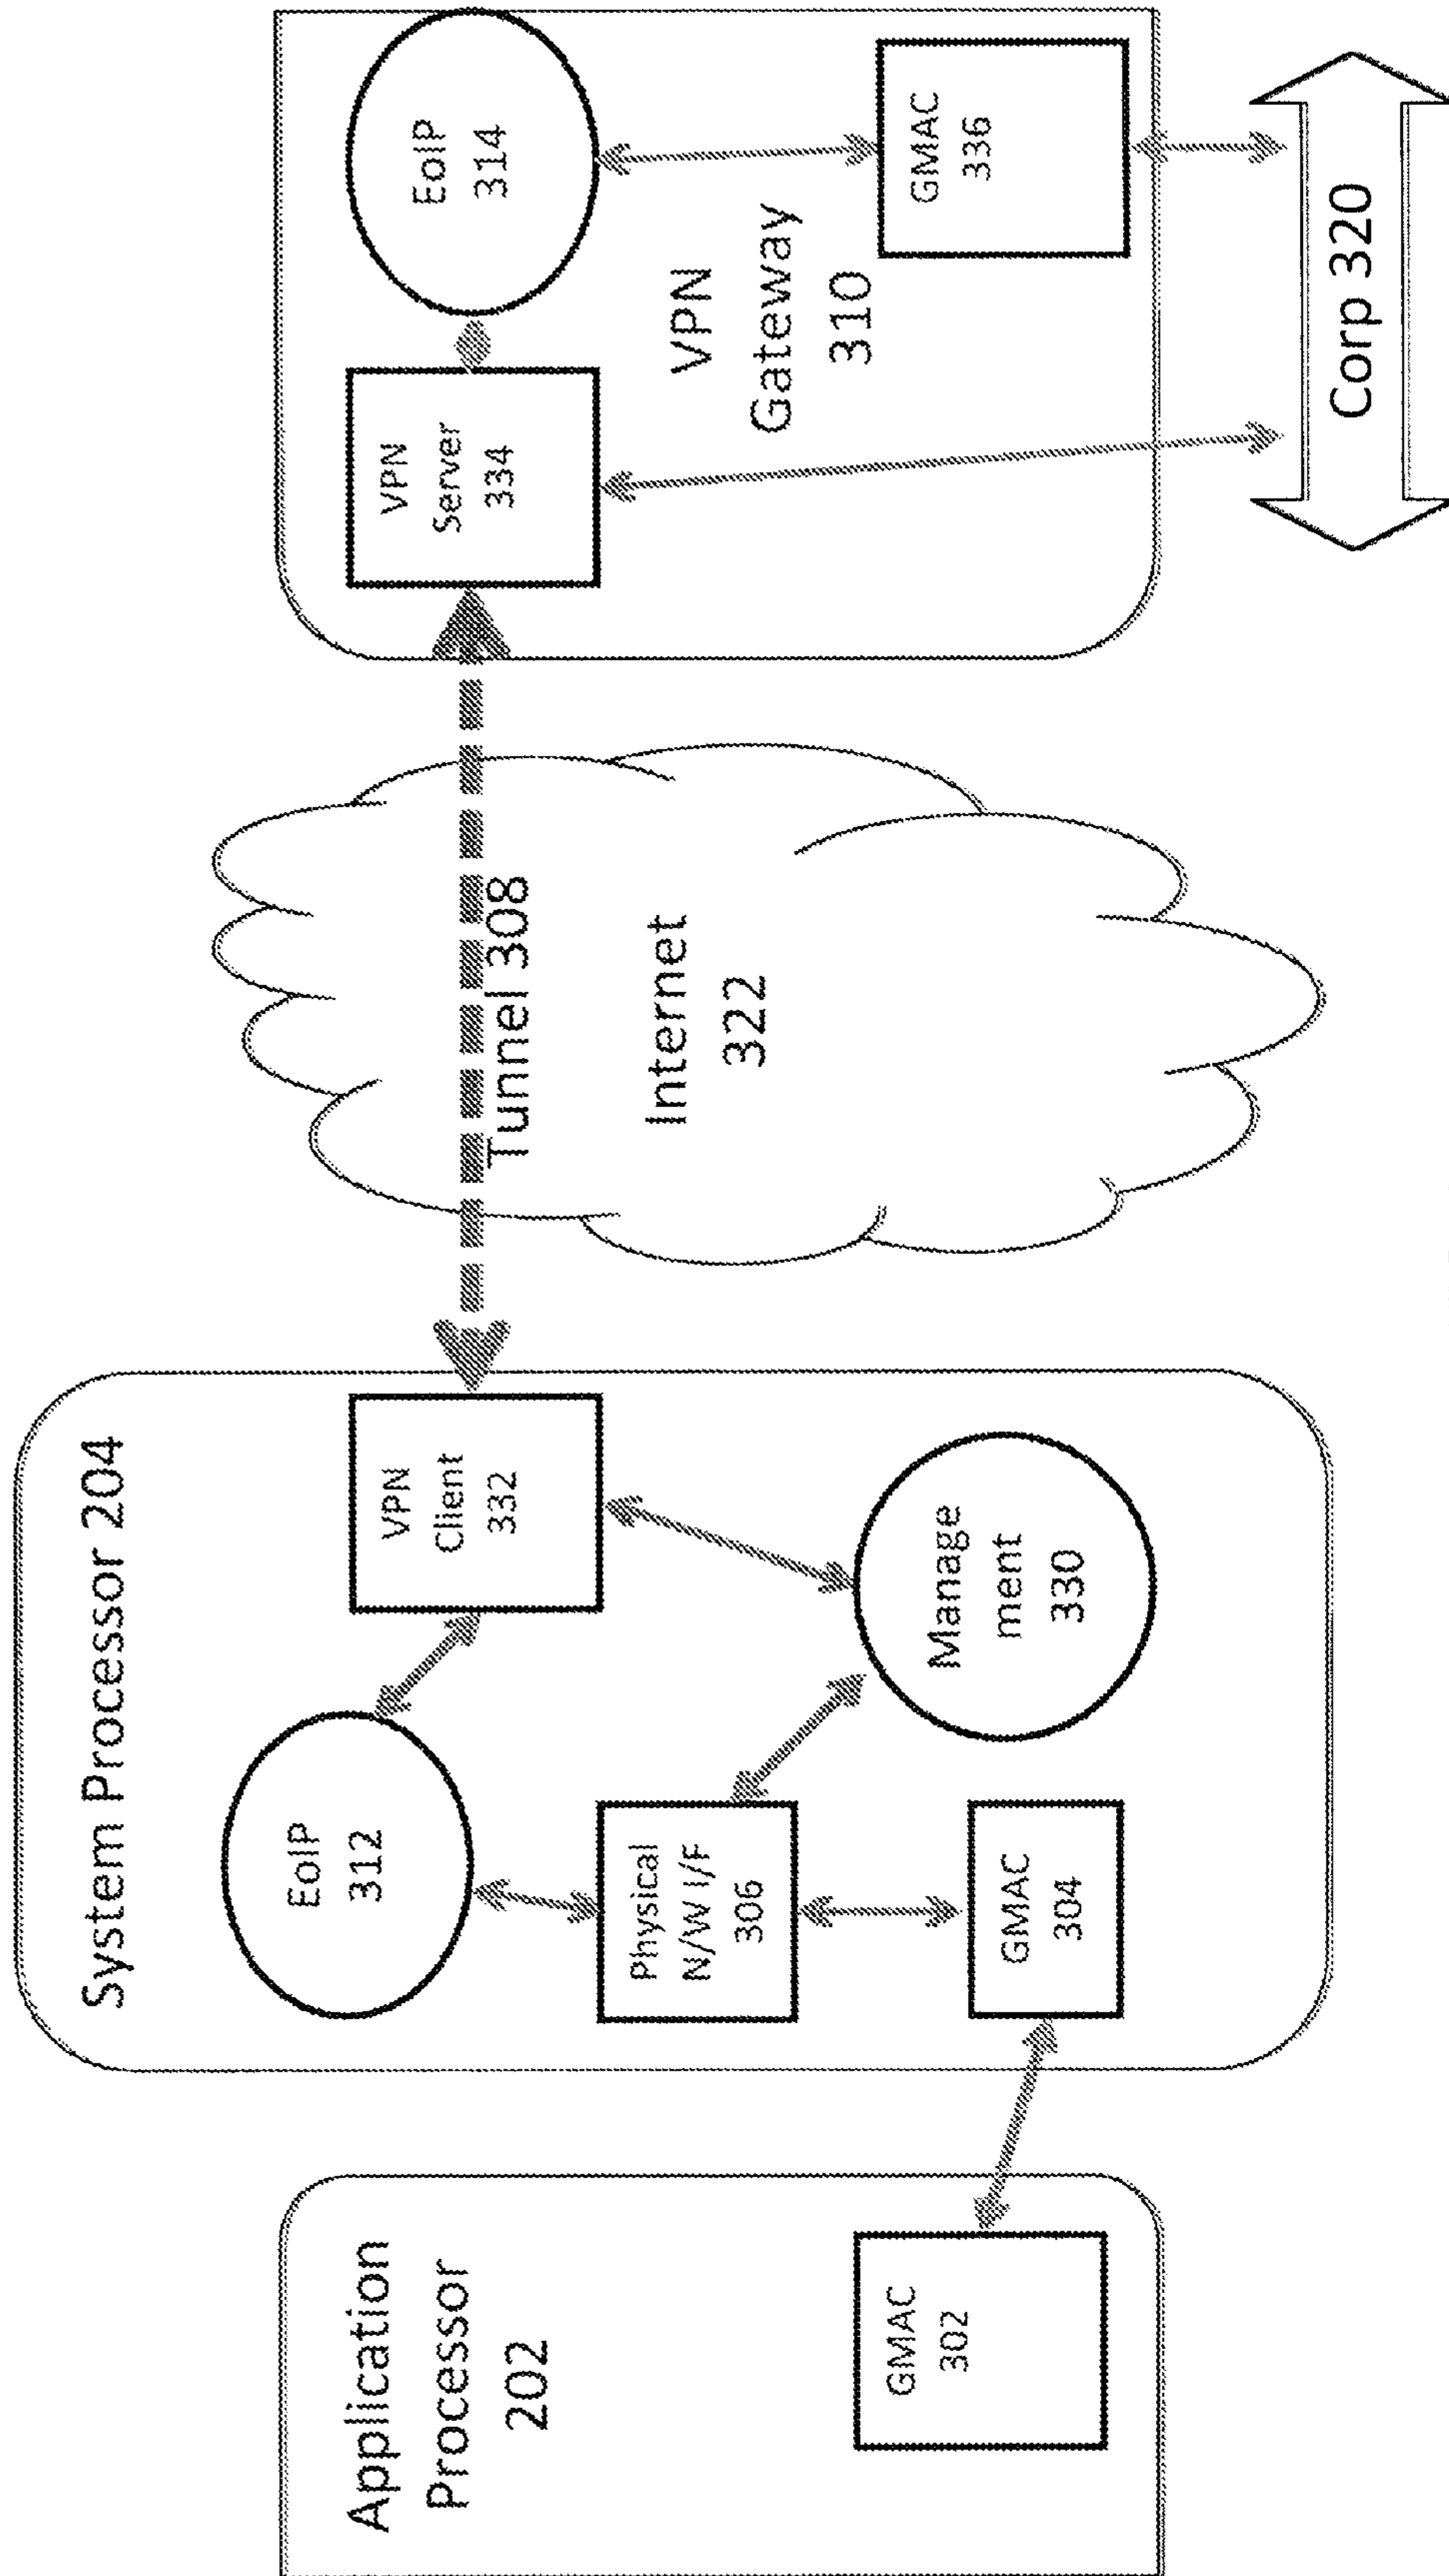 Application
Processor
202
GMAC
302
System Processor 204
EoIP
312
Physical
N/W I/F
306
GMAC
304
VPN
Client
332
Manage
ment
330
Tunnel 308
Internet
322
VPN
Server
334
EoIP
314
VPN
Gateway
310
GMAC
336
Corp 320